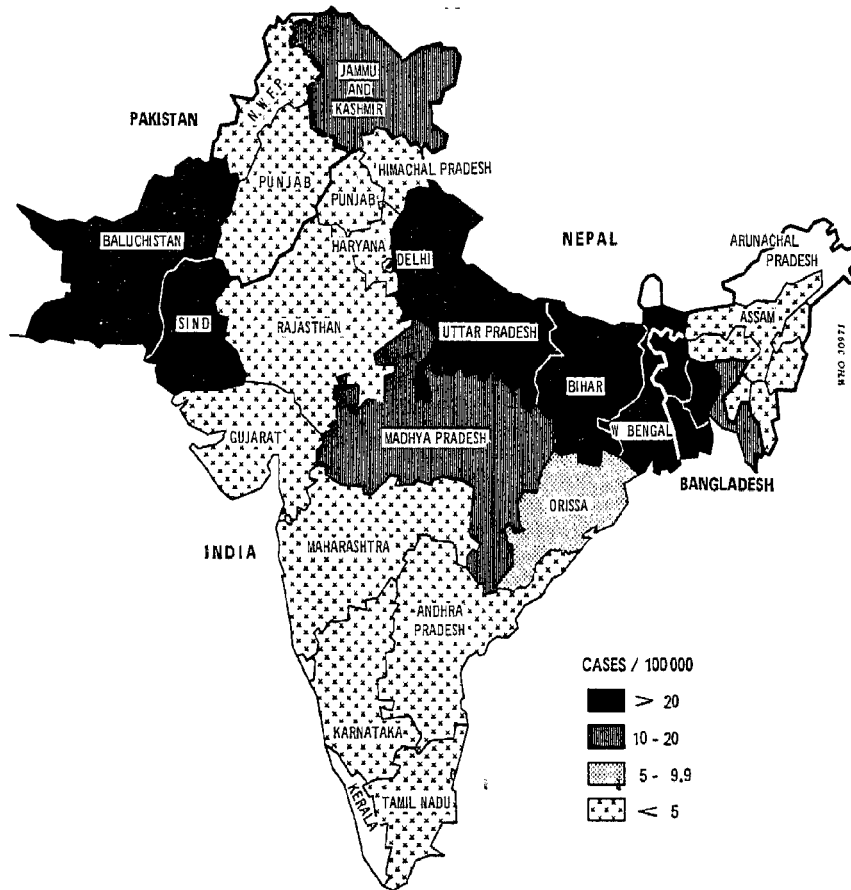 JAMMU
AND
KASHMIR
N.W.F.P.
PAKISTAN
HIMACHAL PRADESH
PUNJAB
PUNJAB
BALUCHISTAN
NEPAL
ARUNACHAL
PRADESH
HARYANA
DELHI
SIND
RAJASTHAN
UTTAR PRADESH
ASSAM
WHO 30671
BIHAR
GUJARAT
MADHYA PRADESH
W BENGAL
BANGLADESH
ORISSA
INDIA
MAHARASHTRA
ANDHRA
PRADESH
CASES / 100 000
> 20
10 - 20
5 - 9.9
< 5
KARNATAKA
KERALA
TAMIL NADU